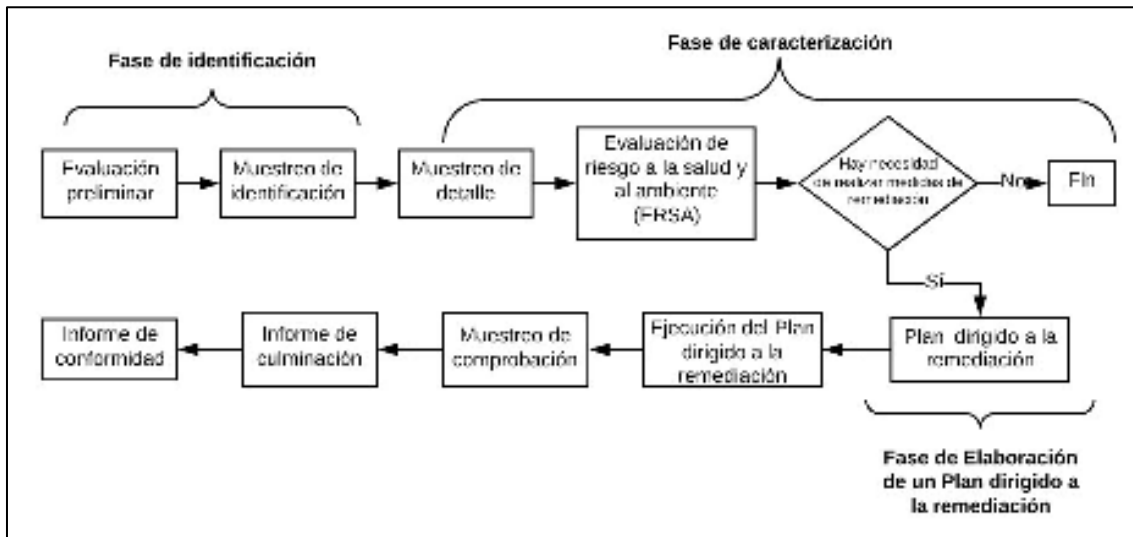 Fase de identificación
Fase de caracterización
Evaluación
preliminar
Muestreo de
identificación
Muestreo de
detalle
Evaluación de
riesgo a la salud y
al ambiente
(ERSA)
Hay necesidad
de realizar medidas de
remediación
No
Fin
Sí
Informe de
conformidad
Informe de
culminación
Muestreo de
comprobación
Ejecución del Plan
dirigido a la
remediación
Plan dirigido a la
remediación
Fase de Elaboración
de un Plan dirigido a
la remediación